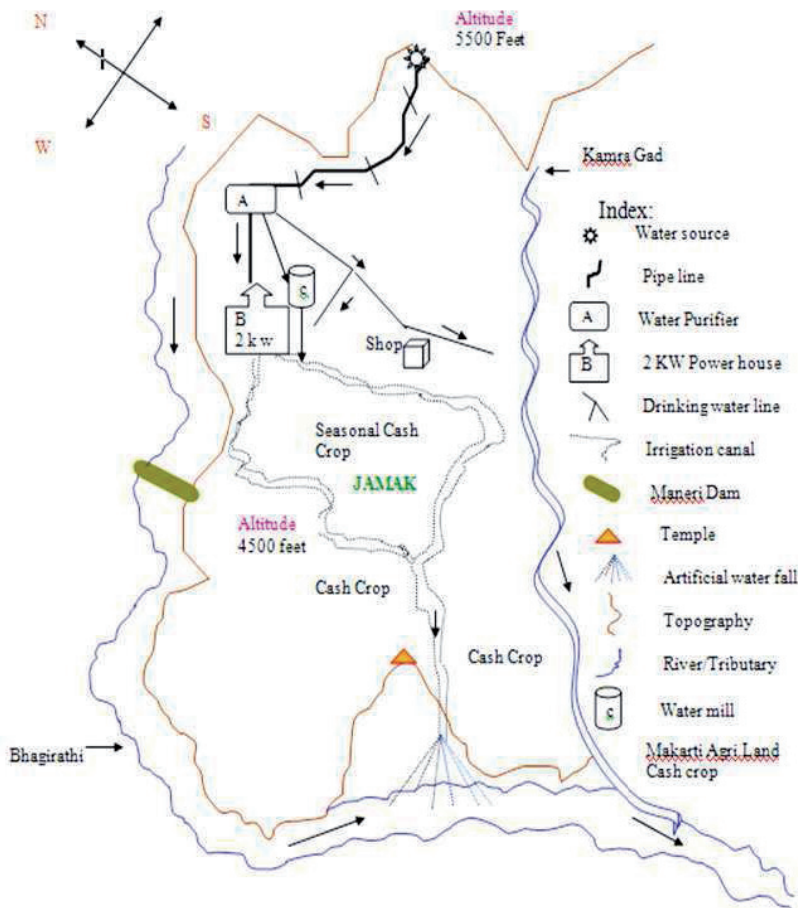 N
Altitude
5500 Feet
S
W
Kamra Gad
Index:
Water source
Pipe line
A
A
Water Purifier
c
B
2 k w
Shop
B
2 KW Power house
Drinking water line
Seasonal Cash
Crop
Irrigation canal
JAMAK
Maneri Dam
Altitude
4500 feet
Temple
Cash Crop
Artificial water fall
Topography
Cash Crop
River/Tributary
c
Water mill
Bhagirathi
Makarti Agri Land
Cash crop